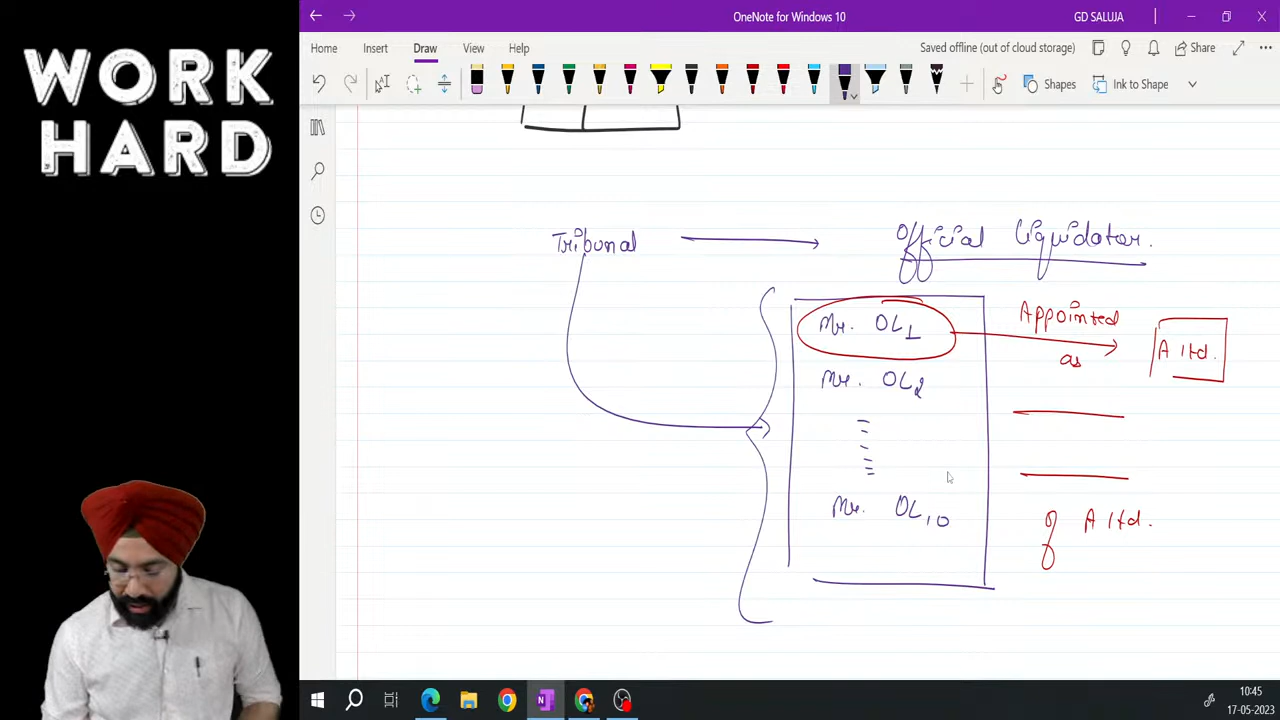 WORK
HARD
OneNote for Windows 10
GD SALUJA
Home Insert Draw View Help
Saved offline (out of cloud storage)
Share
Shapes
Ink to Shape
Tribunal
Official Liquidator.
Mr. OL1
Appointed
as
A ltd.
Mr. OL2
Mr. OL10
of A ltd.
10:45
17-05-2023